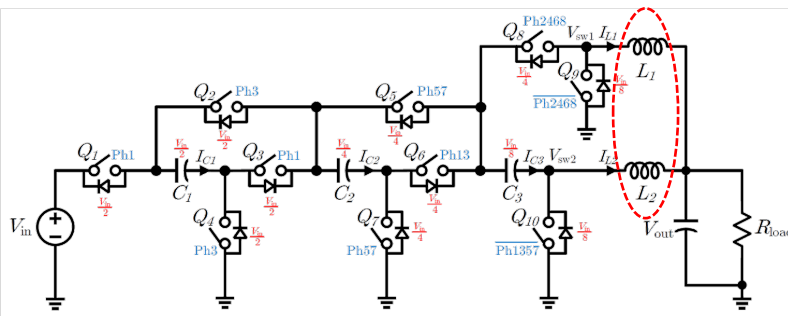 Q8 Ph2468 Vsw1 IL1
Vin/4 Q9 Vin/8 L1
Ph2468
Q2 Ph3 Q5 Ph57
Vin/2 Vin/4
Q1 Ph1 Vin/2 IC1 Q3 Ph1 Vin/4 IC2 Q6 Ph13 Vin/8 IC3 Vsw2
Vin/2 C1 Vin/2 C2 Vin/4 C3 L2
Vin + − Q4 Vin/2 Q7 Vin/4 Q10 Vin/8 Vout
Ph3 Ph57 Ph1357